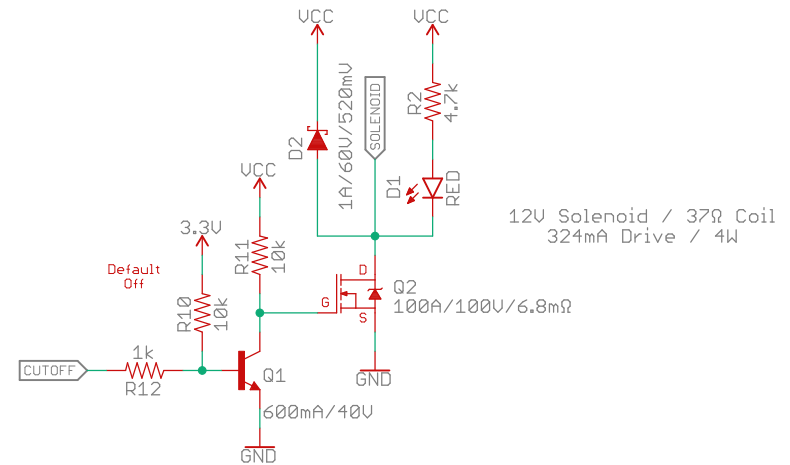 VCC
VCC
SOLENOID
R2
4.7k
D2
1A/60V/520mV
D1
RED
VCC
12V Solenoid / 37Ω Coil
324mA Drive / 4W
3.3V
R11
10k
Default
Off
D
G
S
Q2
100A/100V/6.8mΩ
R10
10k
1k
CUTOFF
R12
Q1
GND
600mA/40V
GND